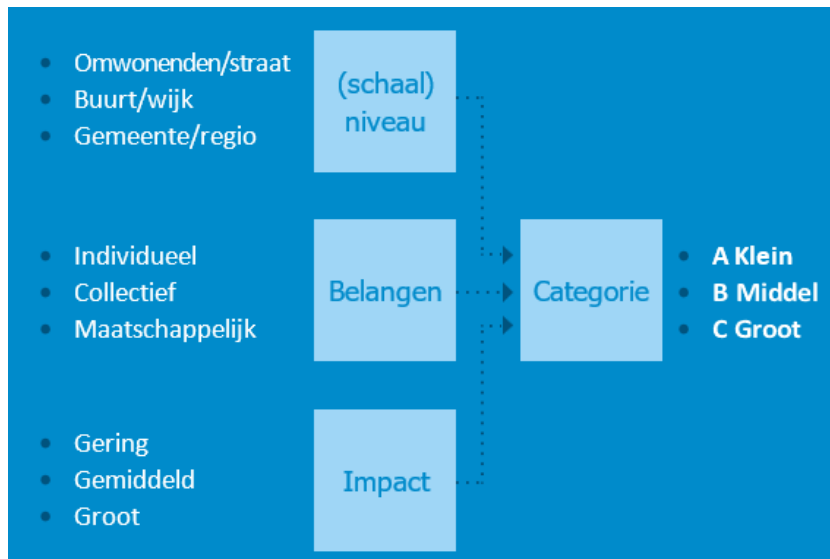 Omwonenden/straat
Buurt/wijk
Gemeente/regio
(schaal)
niveau
Individueel
Collectief
Maatschappelijk
Belangen
Categorie
A Klein
B Middel
C Groot
Gering
Gemiddeld
Groot
Impact